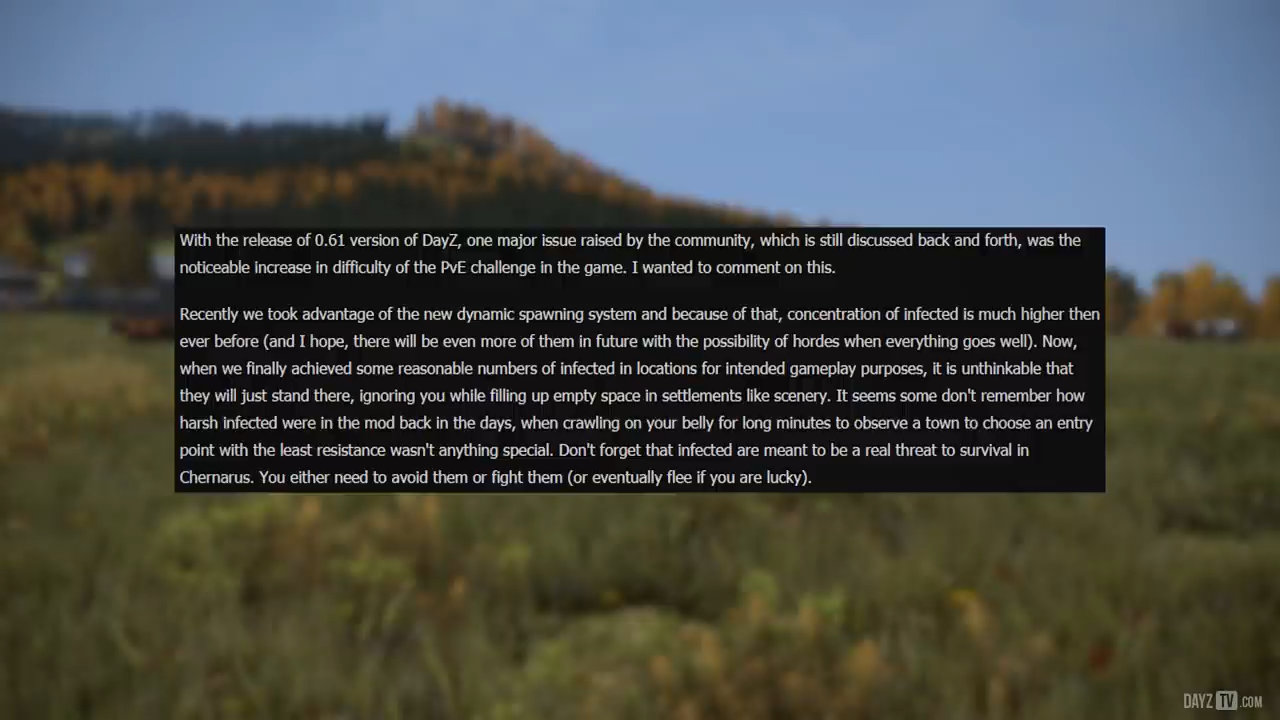 With the release of 0.61 version of DayZ, one major issue raised by the community, which is still discussed back and forth, was the
noticeable increase in difficulty of the PvE challenge in the game. I wanted to comment on this.
Recently we took advantage of the new dynamic spawning system and because of that, concentration of infected is much higher then
ever before (and I hope, there will be even more of them in future with the possibility of hordes when everything goes well). Now,
when we finally achieved some reasonable numbers of infected in locations for intended gameplay purposes, it is unthinkable that
they will just stand there, ignoring you while filling up empty space in settlements like scenery. It seems some don't remember how
harsh infected were in the mod back in the days, when crawling on your belly for long minutes to observe a town to choose an entry
point with the least resistance wasn't anything special. Don't forget that infected are meant to be a real threat to survival in
Chernarus. You either need to avoid them or fight them (or eventually flee if you are lucky).
DAYZ TV .COM